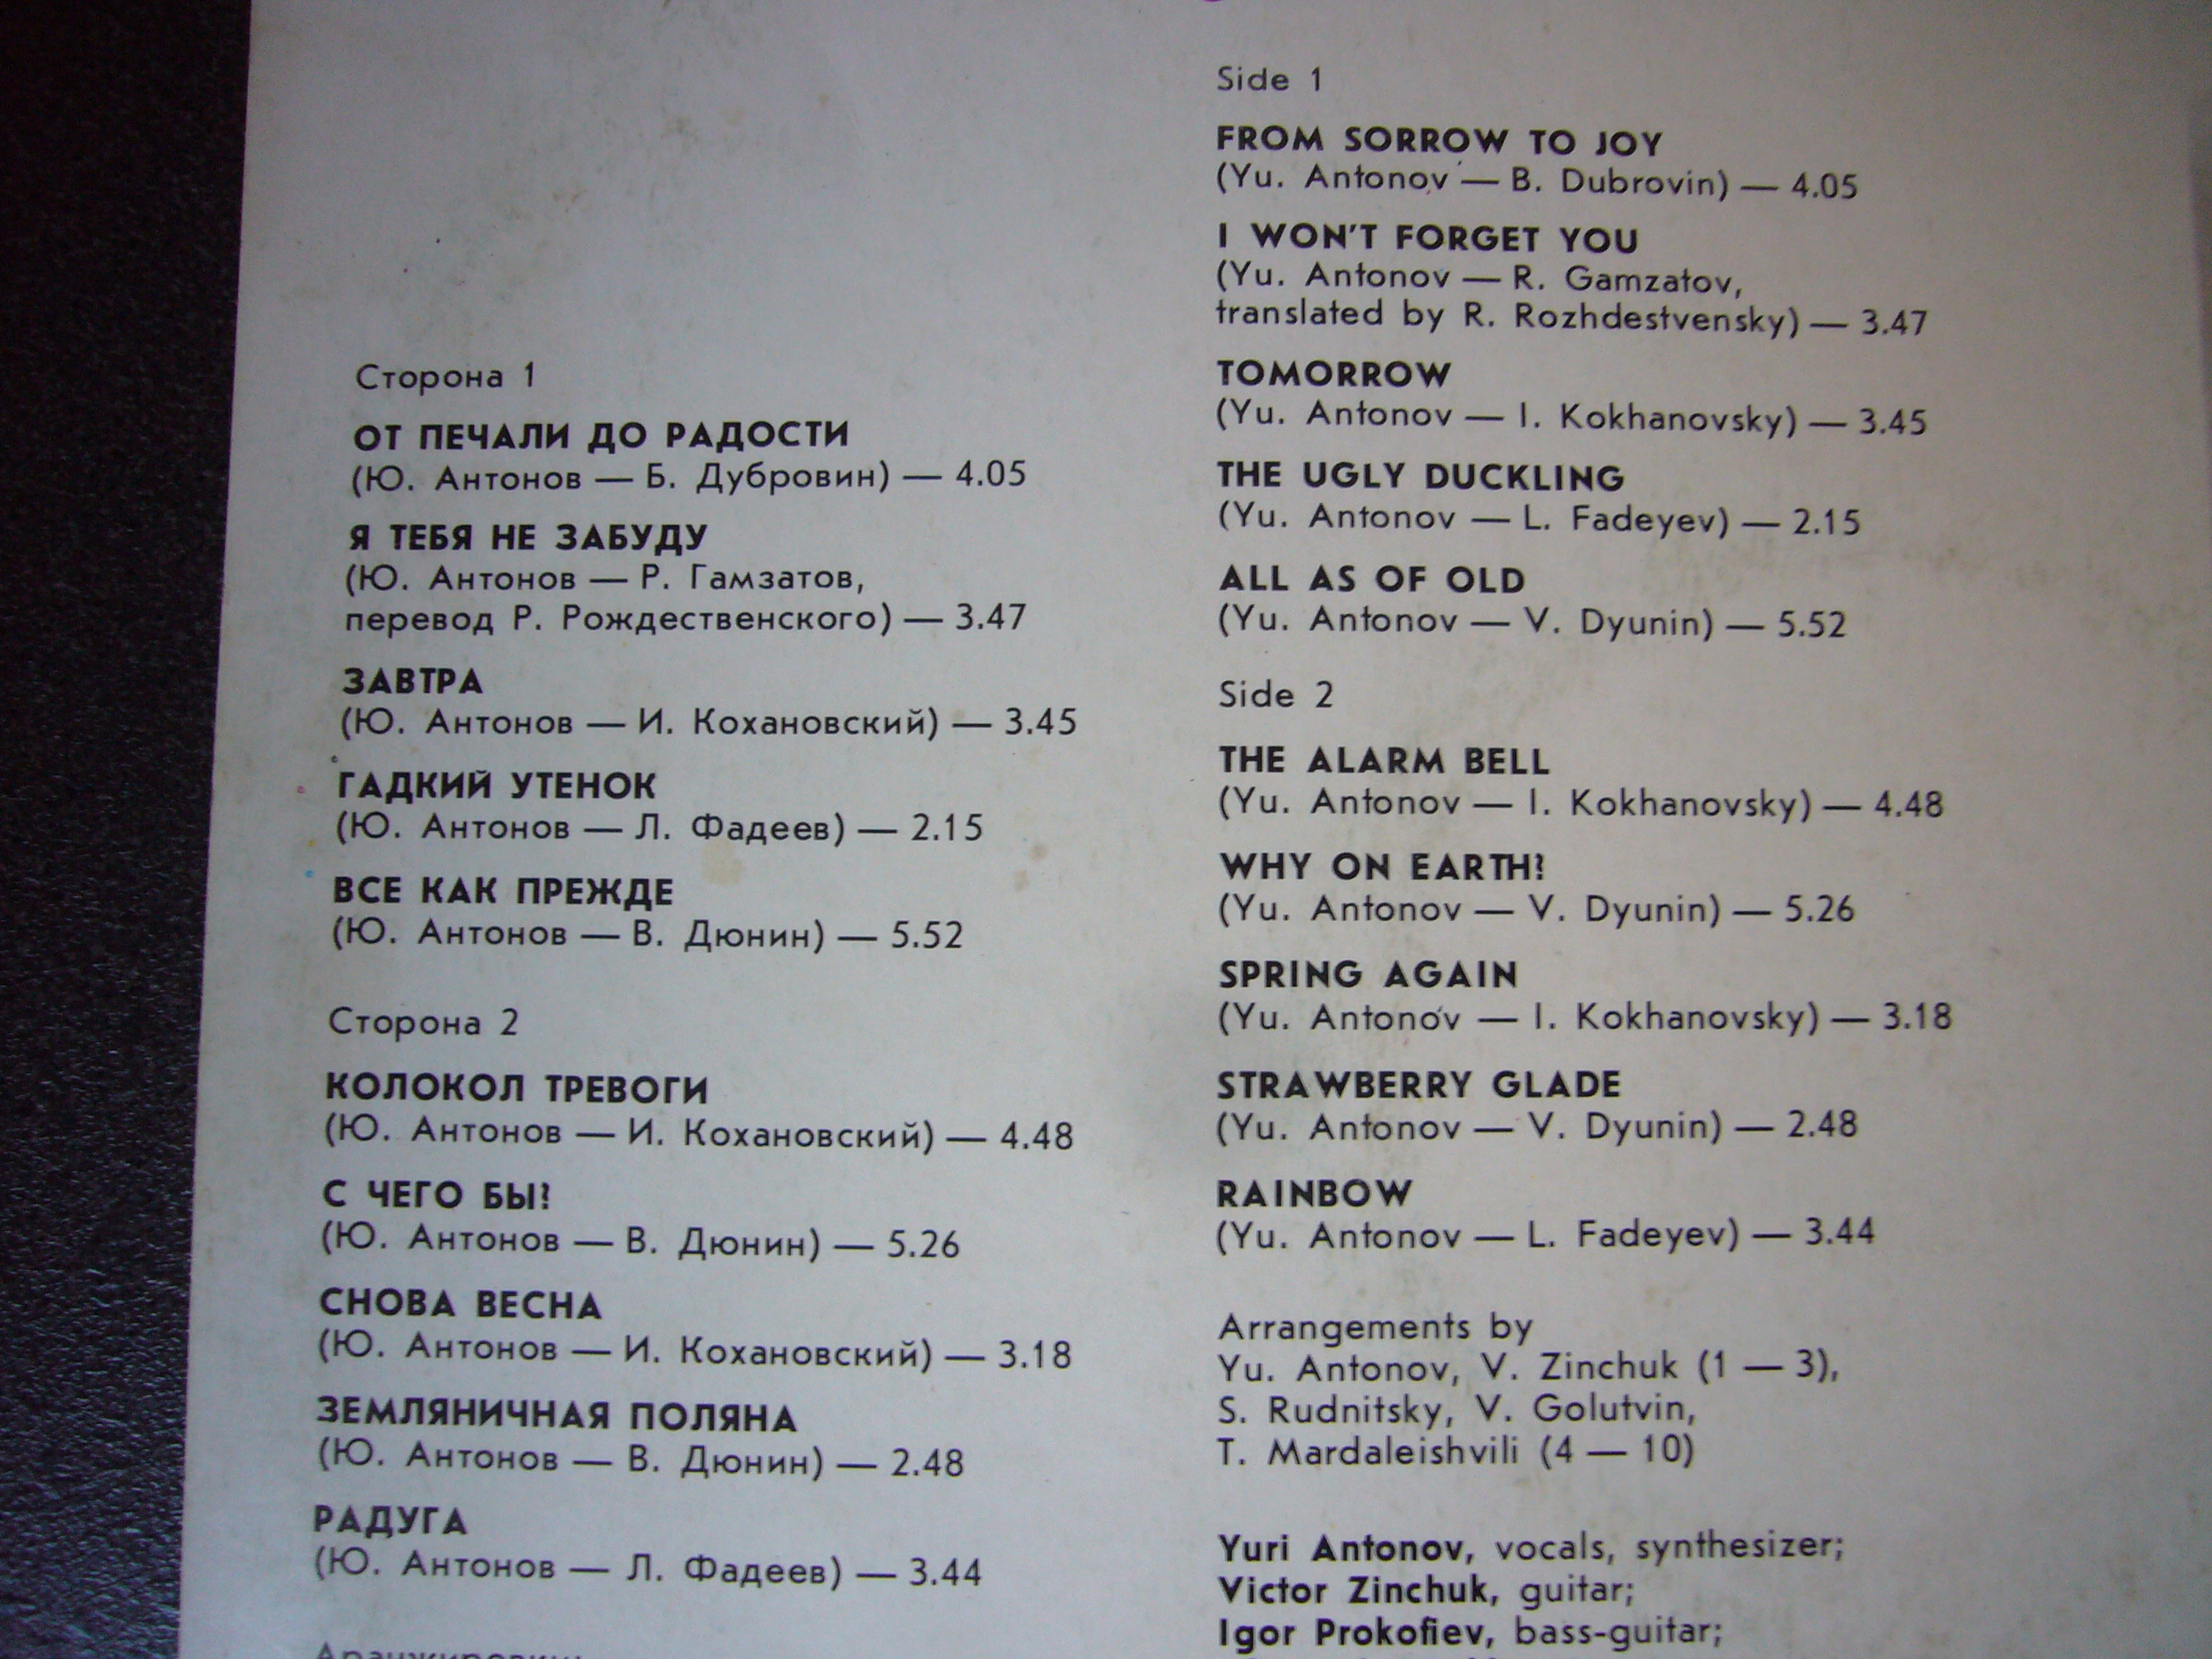 Сторона 1
ОТ ПЕЧАЛИ ДО РАДОСТИ
(Ю. Антонов — Б. Дубровин) — 4.05
Я ТЕБЯ НЕ ЗАБУДУ
(Ю. Антонов — Р. Гамзатов,
перевод Р. Рождественского) — 3.47
ЗАВТРА
(Ю. Антонов — И. Кохановский) — 3.45
ГАДКИЙ УТЕНОК
(Ю. Антонов — Л. Фадеев) — 2.15
ВСЕ КАК ПРЕЖДЕ
(Ю. Антонов — В. Дюнин) — 5.52
Сторона 2
КОЛОКОЛ ТРЕВОГИ
(Ю. Антонов — И. Кохановский) — 4.48
С ЧЕГО БЫ?
(Ю. Антонов — В. Дюнин) — 5.26
СНОВА ВЕСНА
(Ю. Антонов — И. Кохановский) — 3.18
ЗЕМЛЯНИЧНАЯ ПОЛЯНА
(Ю. Антонов — В. Дюнин) — 2.48
РАДУГА
(Ю. Антонов — Л. Фадеев) — 3.44
Side 1
FROM SORROW TO JOY
(Yu. Antonov — B. Dubrovin) — 4.05
I WON'T FORGET YOU
(Yu. Antonov — R. Gamzatov,
translated by R. Rozhdestvensky) — 3.47
TOMORROW
(Yu. Antonov — I. Kokhanovsky) — 3.45
THE UGLY DUCKLING
(Yu. Antonov — L. Fadeyev) — 2.15
ALL AS OF OLD
(Yu. Antonov — V. Dyunin) — 5.52
Side 2
THE ALARM BELL
(Yu. Antonov — I. Kokhanovsky) — 4.48
WHY ON EARTH?
(Yu. Antonov — V. Dyunin) — 5.26
SPRING AGAIN
(Yu. Antonov — I. Kokhanovsky) — 3.18
STRAWBERRY GLADE
(Yu. Antonov — V. Dyunin) — 2.48
RAINBOW
(Yu. Antonov — L. Fadeyev) — 3.44
Arrangements by
Yu. Antonov, V. Zinchuk (1 — 3),
S. Rudnitsky, V. Golutvin,
T. Mardaleishvili (4 — 10)
Yuri Antonov, vocals, synthesizer;
Victor Zinchuk, guitar;
Igor Prokofiev, bass-guitar;